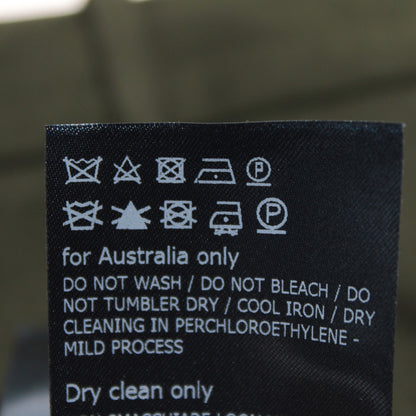 P
P
for Australia only
DO NOT WASH / DO NOT BLEACH / DO
NOT TUMBLER DRY / COOL IRON / DRY
CLEANING IN PERCHLOROETHYLENE -
MILD PROCESS
Dry clean only